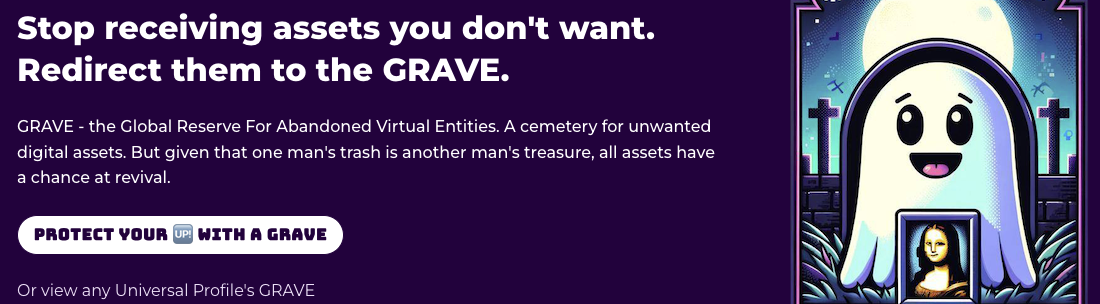 Stop receiving assets you don't want.
Redirect them to the GRAVE.
GRAVE - the Global Reserve For Abandoned Virtual Entities. A cemetery for unwanted
digital assets. But given that one man's trash is another man's treasure, all assets have
a chance at revival.
PROTECT YOUR 🆙 WITH A GRAVE
Or view any Universal Profile's GRAVE